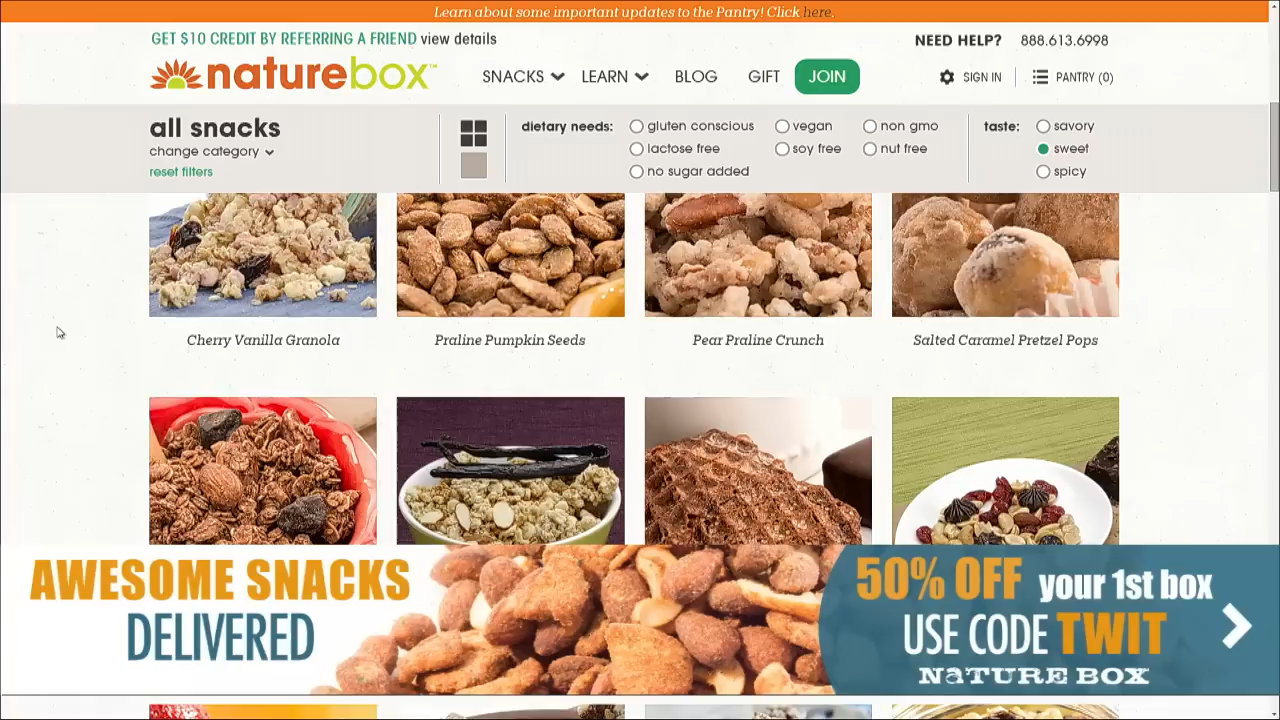 Learn about some important updates to the Pantry! Click here.
GET $10 CREDIT BY REFERRING A FRIEND view details
NEED HELP? 888.613.6998
naturebox™
SNACKS LEARN BLOG GIFT JOIN
SIGN IN PANTRY (0)
all snacks
change category
reset filters
dietary needs: gluten conscious vegan non gmo
lactose free soy free nut free
no sugar added
taste: savory
sweet
spicy
Cherry Vanilla Granola
Praline Pumpkin Seeds
Pear Praline Crunch
Salted Caramel Pretzel Pops
AWESOME SNACKS
DELIVERED
50% OFF your 1st box
USE CODE TWIT
NATURE BOX